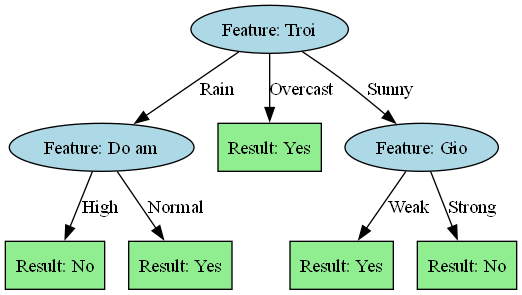 Feature: Troi
Rain
Overcast
Sunny
Feature: Do am
Result: Yes
Feature: Gio
High
Normal
Weak
Strong
Result: No
Result: Yes
Result: Yes
Result: No